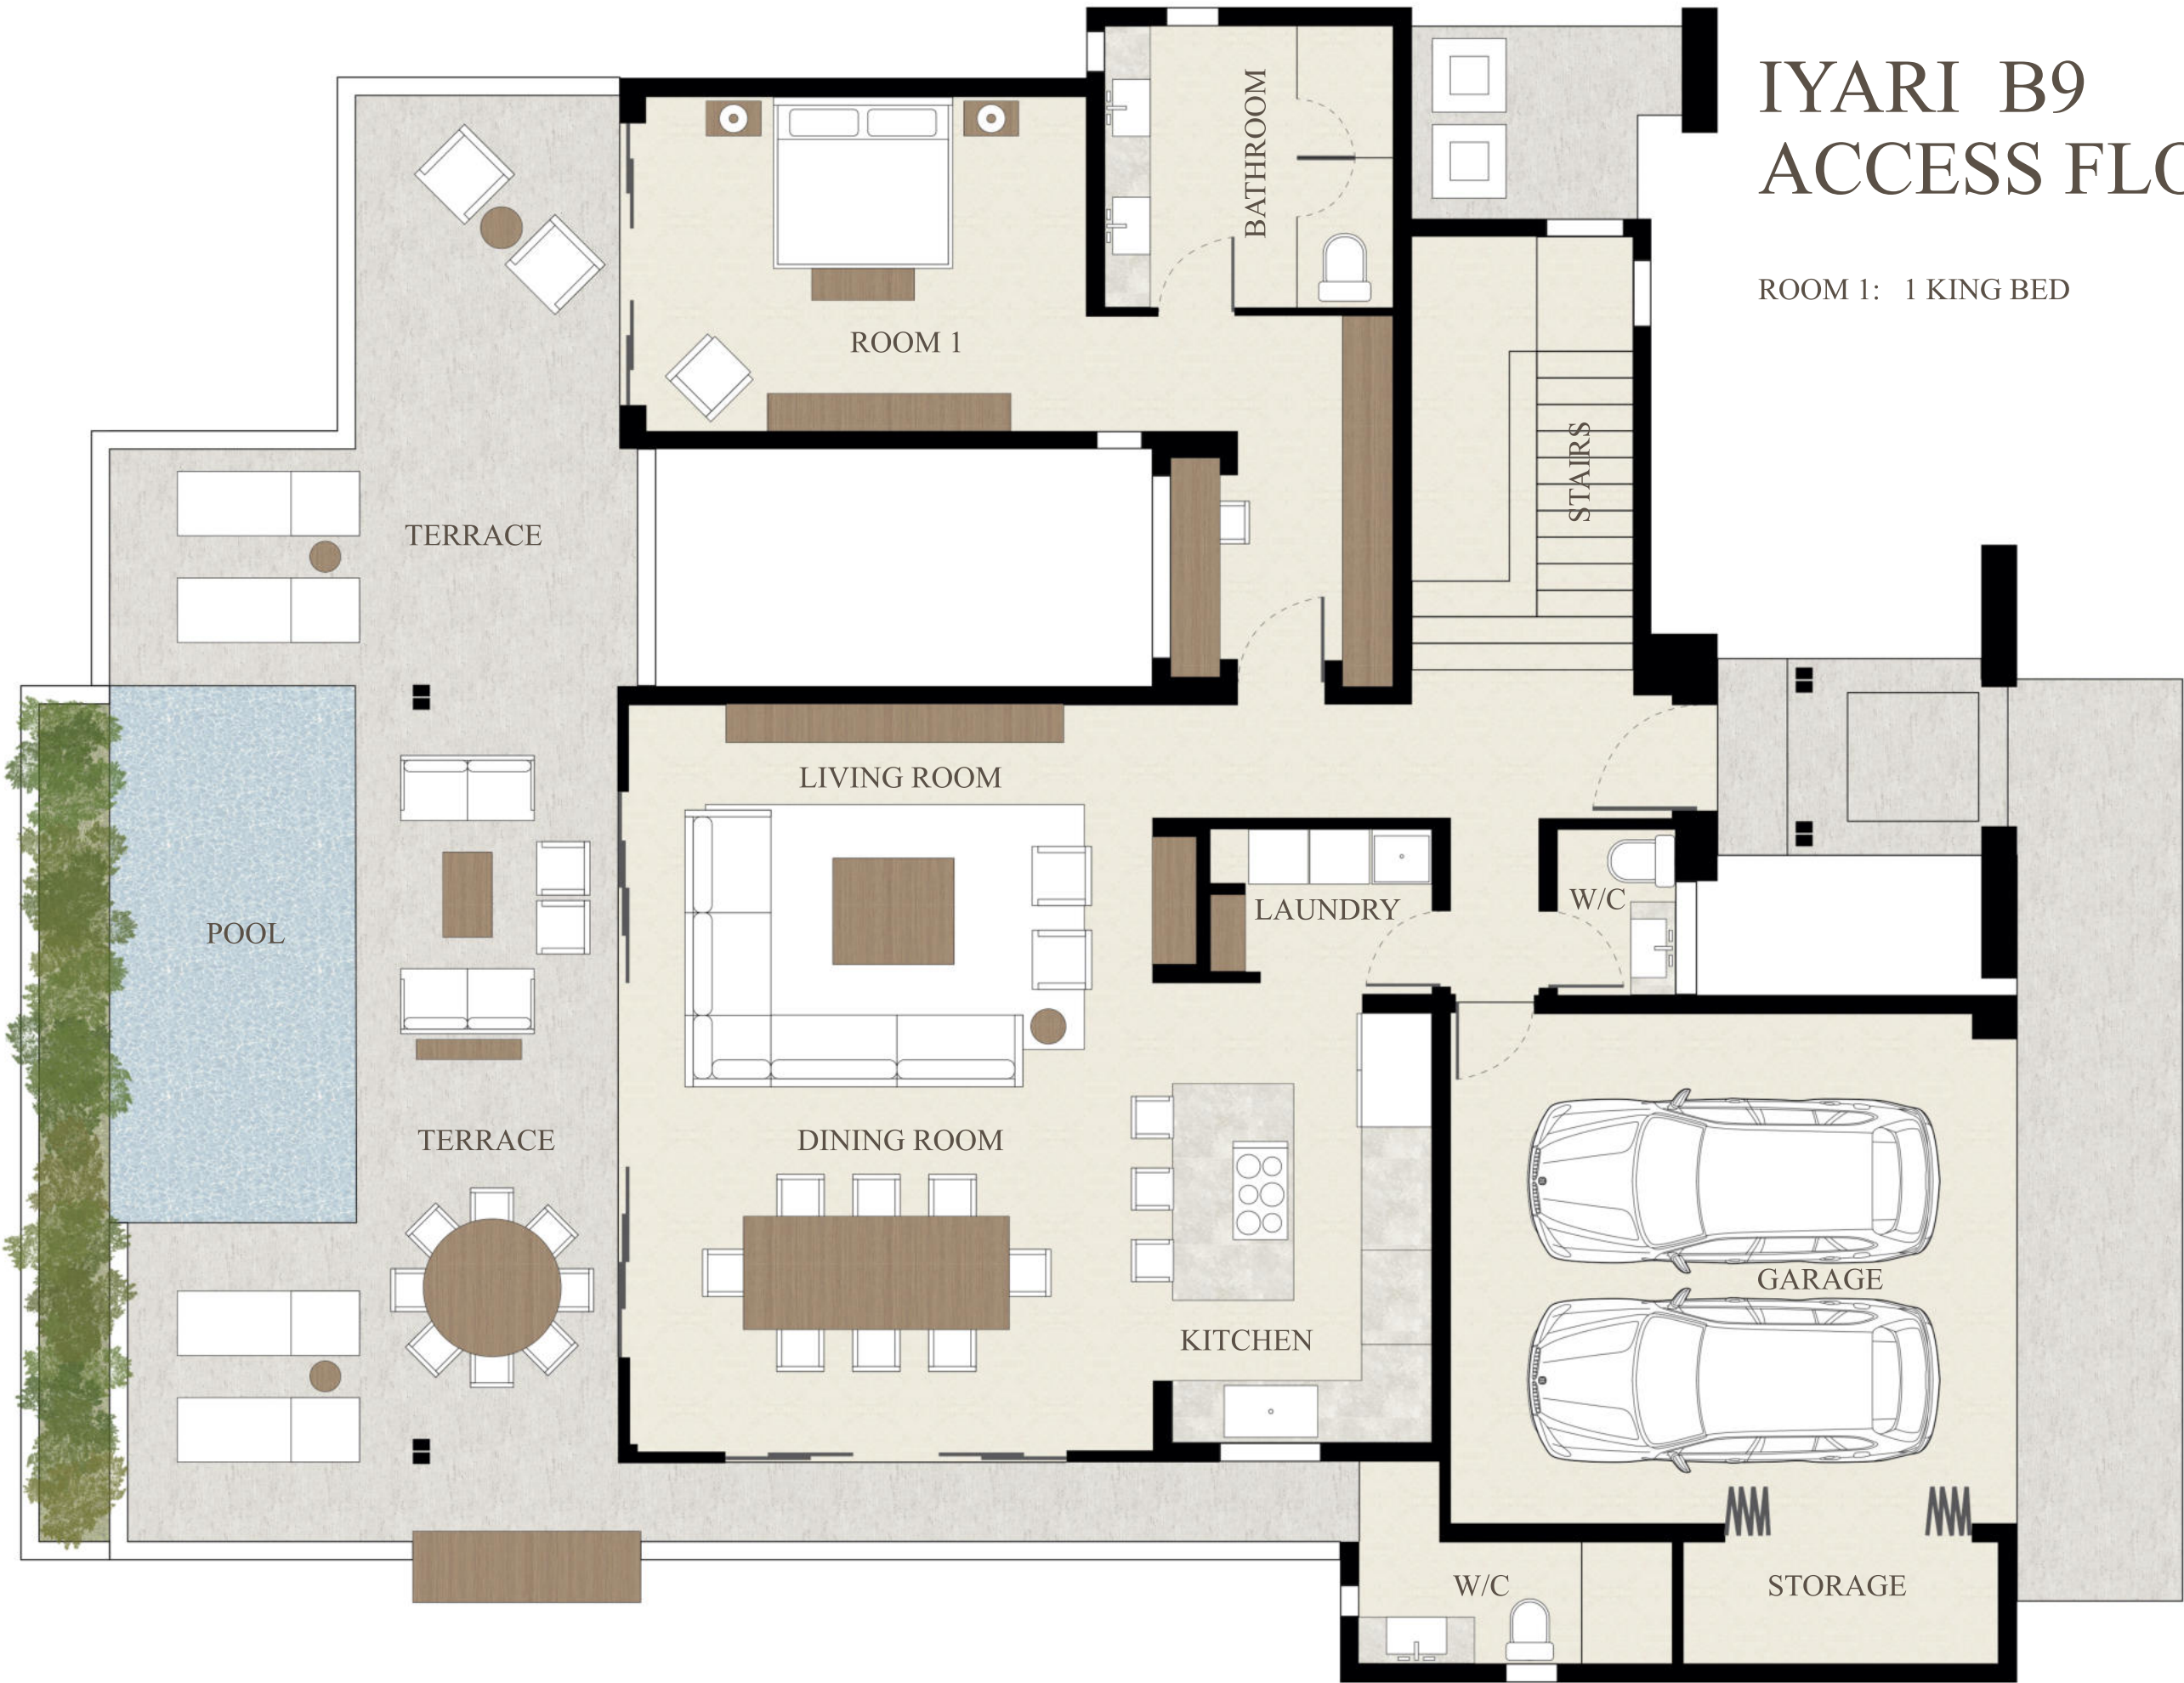 IYARI B9
ACCESS FLO
ROOM 1: 1 KING BED
BATHROOM
ROOM 1
STAIRS
TERRACE
LIVING ROOM
LAUNDRY
W/C
POOL
TERRACE
DINING ROOM
GARAGE
KITCHEN
W/C
STORAGE